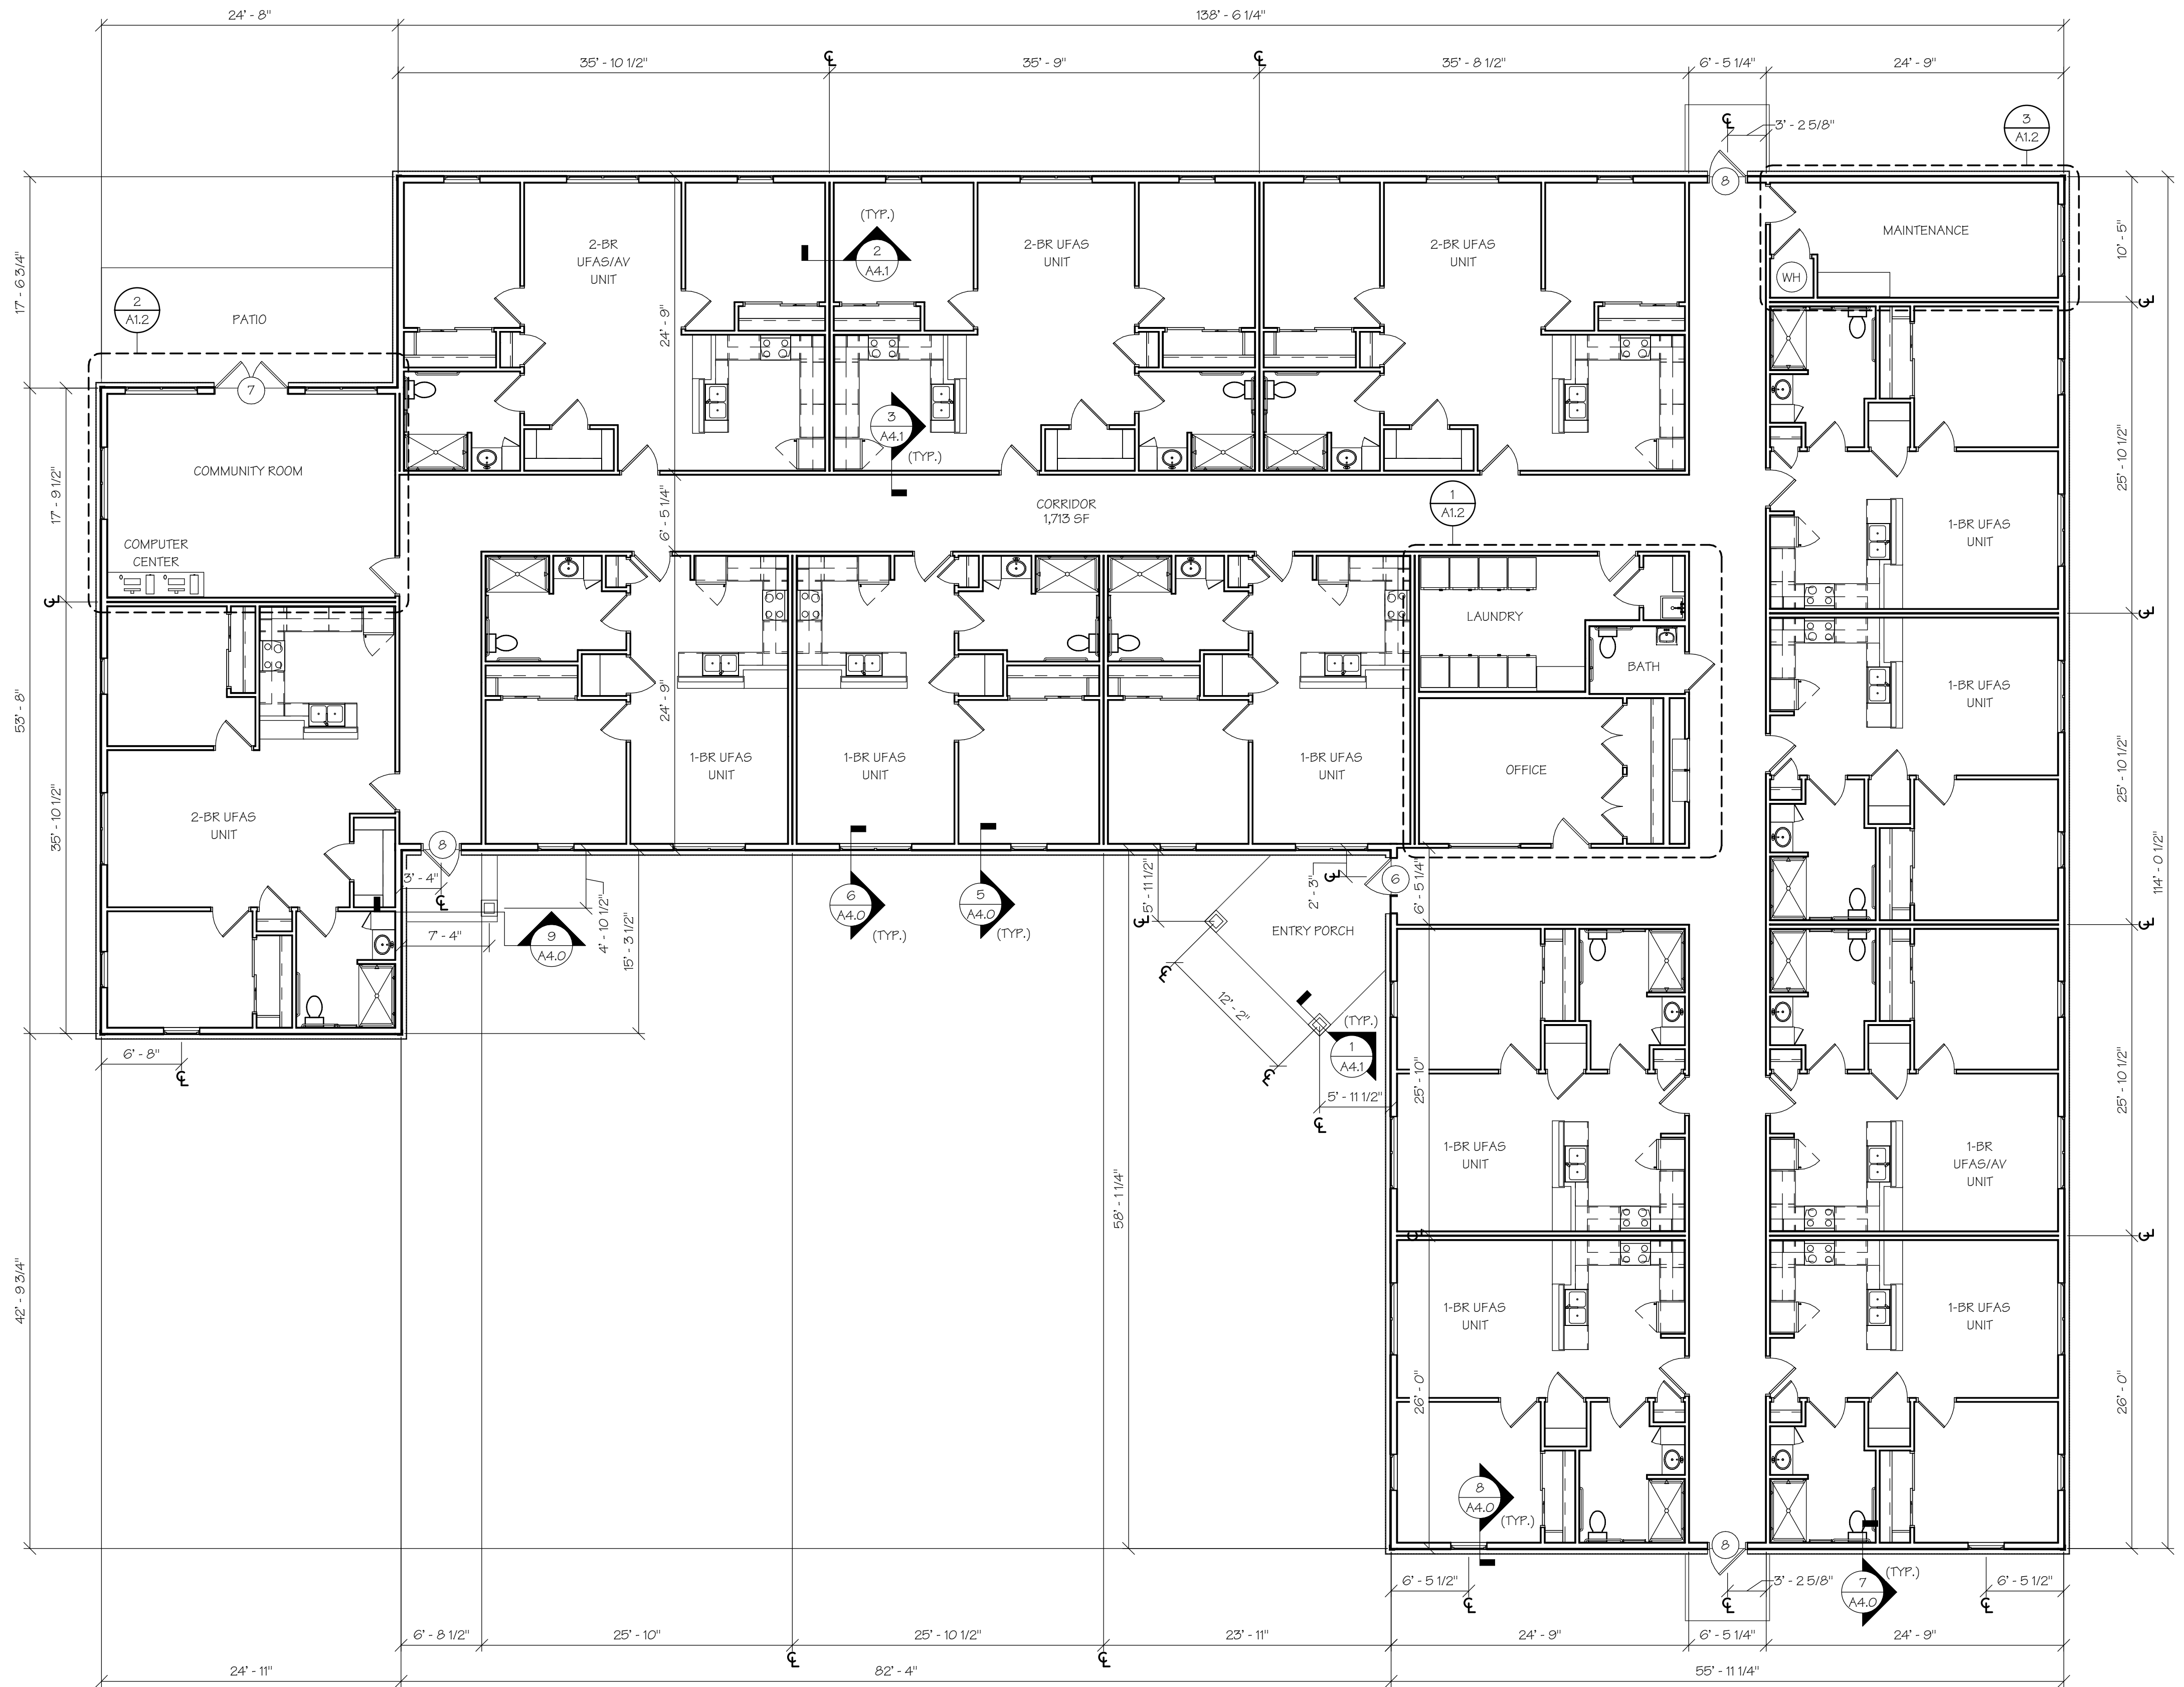 24' - 8"
138' - 6 1/4"
35' - 10 1/2"
35' - 9"
35' - 8 1/2"
6' - 5 1/4"
24' - 9"
3' - 2 5/8"
3
A1.2
8
MAINTENANCE
WH
10' - 5"
17' - 6 3/4"
2
A1.2
PATIO
7
2-BR
UFAS/AV
UNIT
24' - 9"
(TYP.)
2
A4.1
2-BR UFAS
UNIT
2-BR UFAS
UNIT
3
A4.1
(TYP.)
COMMUNITY ROOM
COMPUTER
CENTER
17' - 9 1/2"
53' - 8"
6' - 5 1/4"
CORRIDOR
1,713 SF
1
A1.2
25' - 10 1/2"
1-BR UFAS
UNIT
LAUNDRY
BATH
OFFICE
24' - 9"
1-BR UFAS
UNIT
1-BR UFAS
UNIT
1-BR UFAS
UNIT
1-BR UFAS
UNIT
25' - 10 1/2"
114' - 0 1/2"
35' - 10 1/2"
2-BR UFAS
UNIT
8
3' - 4"
7' - 4"
9
A4.0
4' - 10 1/2"
15' - 3 1/2"
6
A4.0
(TYP.)
5
A4.0
(TYP.)
5' - 11 1/2"
2' - 3"
6
6' - 5 1/4"
ENTRY PORCH
12' - 2"
(TYP.)
1
A4.1
5' - 11 1/2"
25' - 10"
25' - 10 1/2"
6' - 8"
1-BR UFAS
UNIT
1-BR
UFAS/AV
UNIT
58' - 1 1/4"
42' - 9 3/4"
1-BR UFAS
UNIT
1-BR UFAS
UNIT
26' - 0"
26' - 0"
8
A4.0
(TYP.)
8
3' - 2 5/8"
7
A4.0
(TYP.)
6' - 5 1/2"
6' - 5 1/2"
6' - 8 1/2"
25' - 10"
25' - 10 1/2"
23' - 11"
24' - 9"
6' - 5 1/4"
24' - 9"
24' - 11"
82' - 4"
55' - 11 1/4"